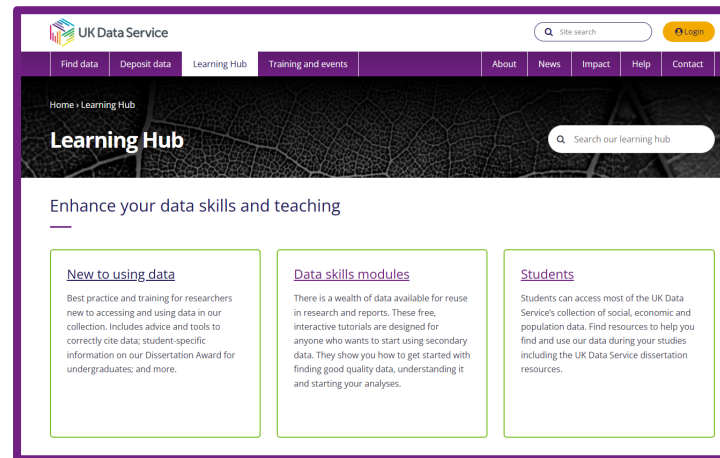 UK Data Service
Site search
Login
Find data Deposit data Learning Hub Training and events About News Impact Help Contact
Home › Learning Hub
Learning Hub
Search our learning hub
Enhance your data skills and teaching
New to using data
Best practice and training for researchers
new to accessing and using data in our
collection. Includes advice and tools to
correctly cite data; student-specific
information on our Dissertation Award for
undergraduates; and more.
Data skills modules
There is a wealth of data available for reuse
in research and reports. These free,
interactive tutorials are designed for
anyone who wants to start using secondary
data. They show you how to get started with
finding good quality data, understanding it
and starting your analyses.
Students
Students can access most of the UK Data
Service's collection of social, economic and
population data. Find resources to help you
find and use our data during your studies
including the UK Data Service dissertation
resources.